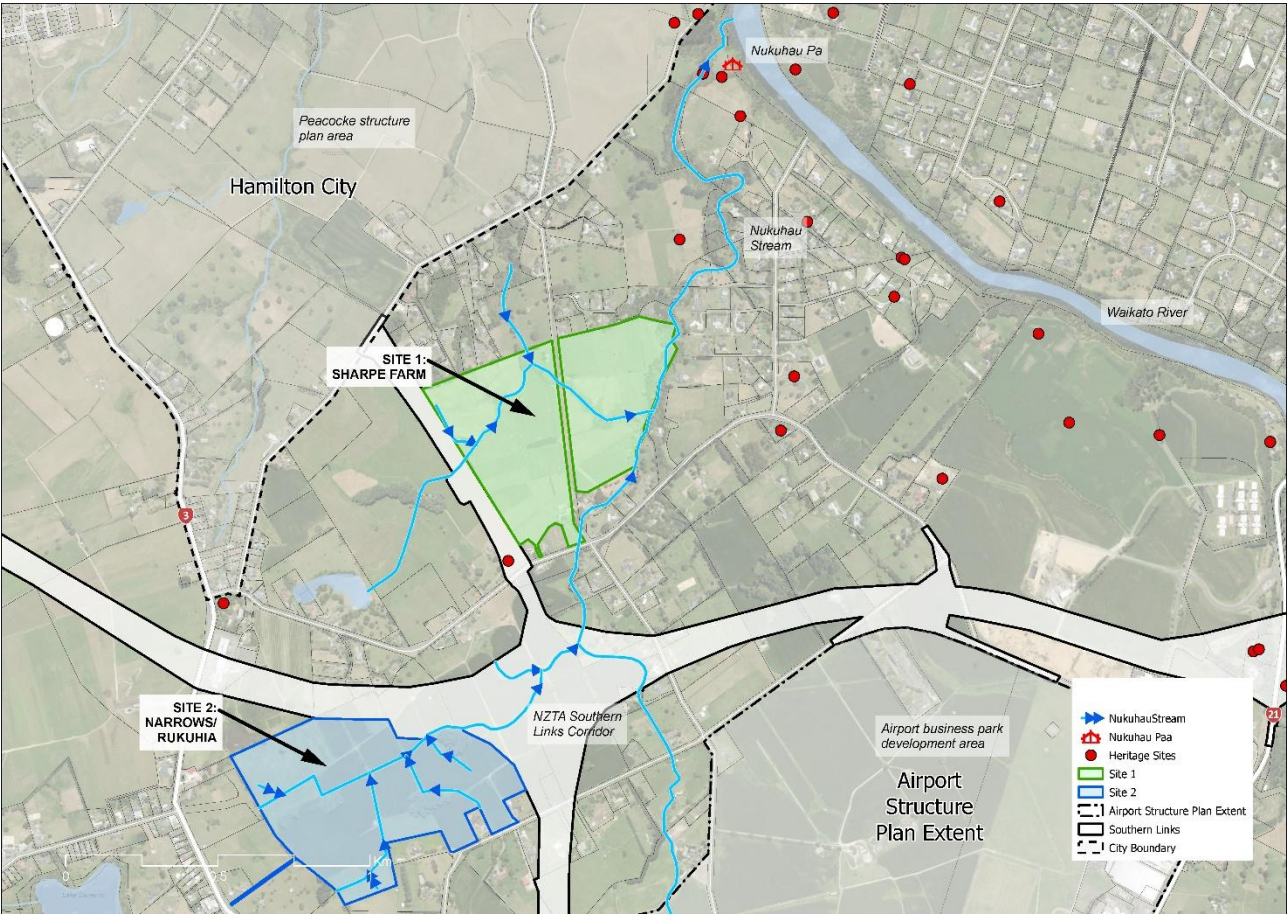 Nukuhau Pa
Peacocke structure
plan area
Hamilton City
Nukuhau
Stream
Waikato River
SITE 1:
SHARPE FARM
3
SITE 2:
NARROWS/
RUKUHIA
NZTA Southern
Links Corridor
Airport business park
development area
Airport
Structure
Plan Extent
21
NukuhauStream
Nukuhau Paa
Heritage Sites
Site 1
Site 2
Airport Structure Plan Extent
Southern Links
City Boundary
Km
0